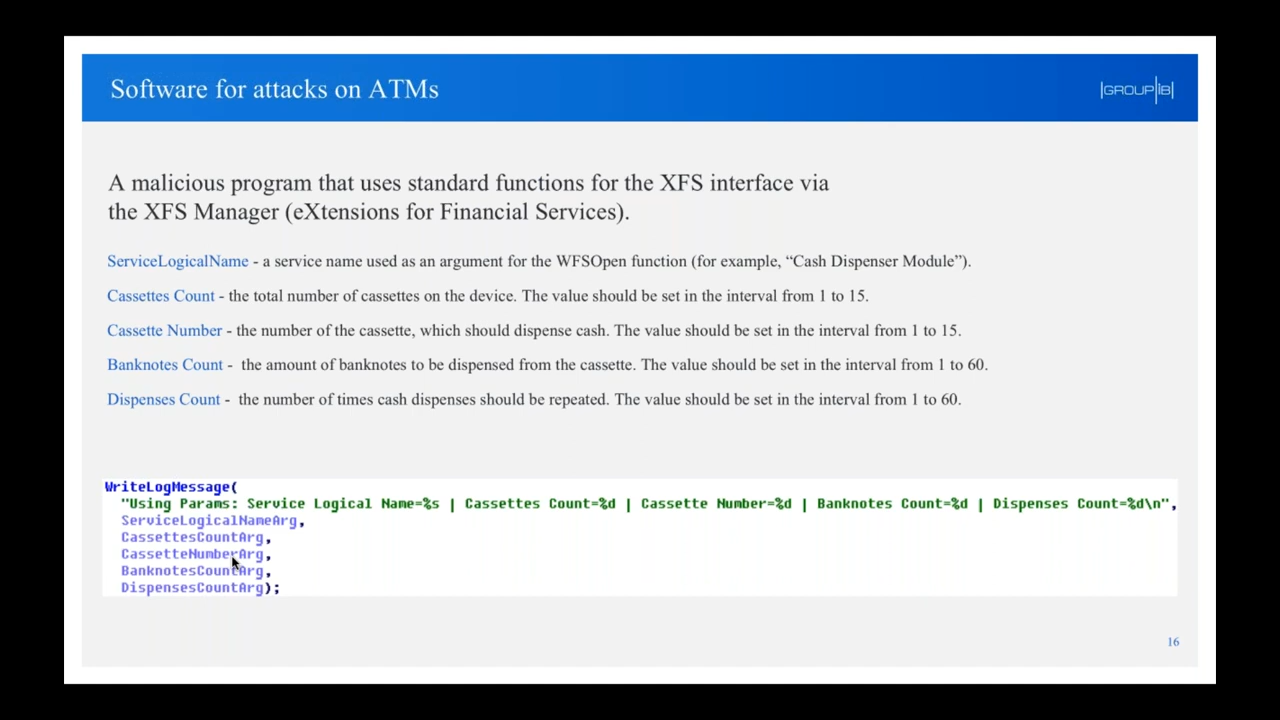 Software for attacks on ATMs
|GROUP|iB|
A malicious program that uses standard functions for the XFS interface via
the XFS Manager (eXtensions for Financial Services).
ServiceLogicalName - a service name used as an argument for the WFSOpen function (for example, “Cash Dispenser Module”).
Cassettes Count - the total number of cassettes on the device. The value should be set in the interval from 1 to 15.
Cassette Number - the number of the cassette, which should dispense cash. The value should be set in the interval from 1 to 15.
Banknotes Count -  the amount of banknotes to be dispensed from the cassette. The value should be set in the interval from 1 to 60.
Dispenses Count -  the number of times cash dispenses should be repeated. The value should be set in the interval from 1 to 60.
WriteLogMessage(
"Using Params: Service Logical Name=%s | Cassettes Count=%d | Cassette Number=%d | Banknotes Count=%d | Dispenses Count=%d\n",
ServiceLogicalNameArg,
CassettesCountArg,
CassetteNumberArg,
BanknotesCountArg,
DispensesCountArg);
16